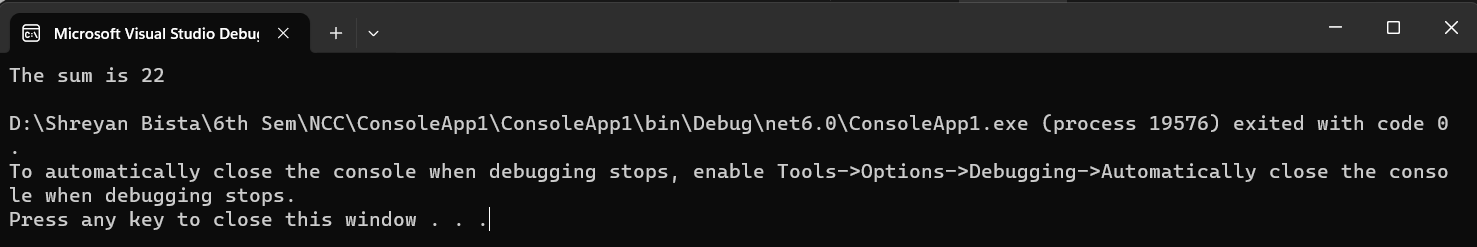 Microsoft Visual Studio Debug
The sum is 22
D:\Shreyan Bista\6th Sem\NCC\ConsoleApp1\ConsoleApp1\bin\Debug\net6.0\ConsoleApp1.exe (process 19576) exited with code 0
.
To automatically close the console when debugging stops, enable Tools->Options->Debugging->Automatically close the conso
le when debugging stops.
Press any key to close this window . . .